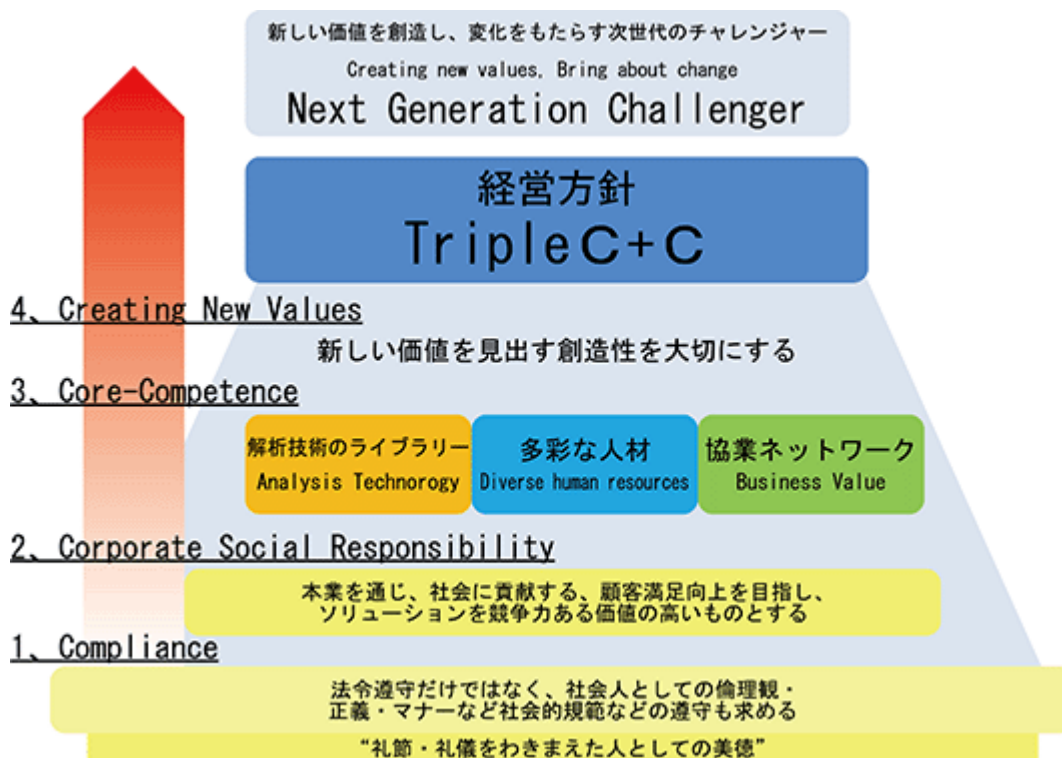 新しい価値を創造し、変化をもたらす次世代のチャレンジャー
Creating new values, Bring about change
Next Generation Challenger
経営方針
TripleC+C
4、Creating New Values
新しい価値を見出す創造性を大切にする
3、Core-Competence
解析技術のライブラリー
Analysis Technorogy
多彩な人材
Diverse human resources
協業ネットワーク
Business Value
2、Corporate Social Responsibility
本業を通じ、社会に貢献する、顧客満足向上を目指し、
ソリューションを競争力ある価値の高いものとする
1、Compliance
法令遵守だけではなく、社会人としての倫理観・
正義・マナーなど社会的規範などの遵守も求める
“礼節・礼儀をわきまえた人としての美徳”